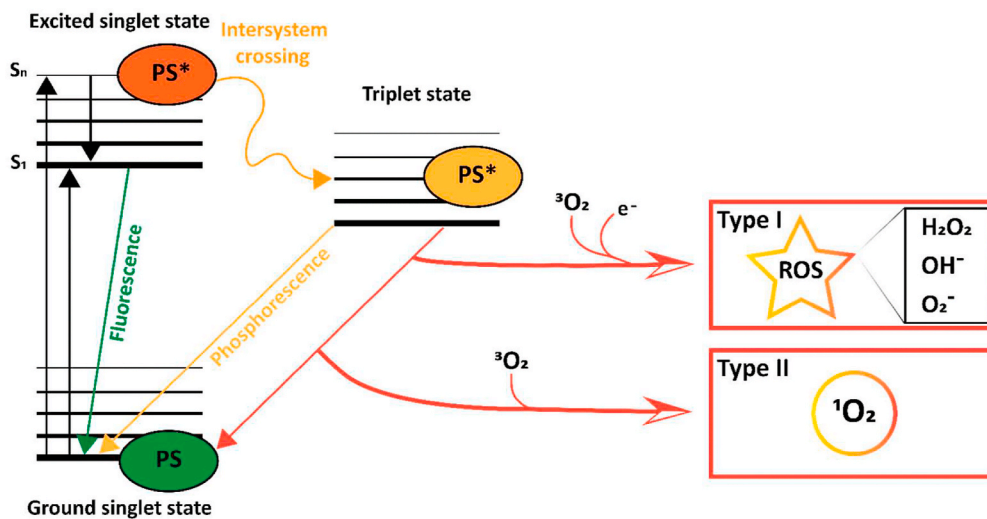 Excited singlet state
Intersystem
crossing
Sₙ
PS*
Triplet state
S₁
PS*
³O₂
e⁻
Type I
ROS
H₂O₂
OH⁻
O₂⁻
Fluorescence
Phosphorescence
³O₂
Type II
¹O₂
PS
Ground singlet state